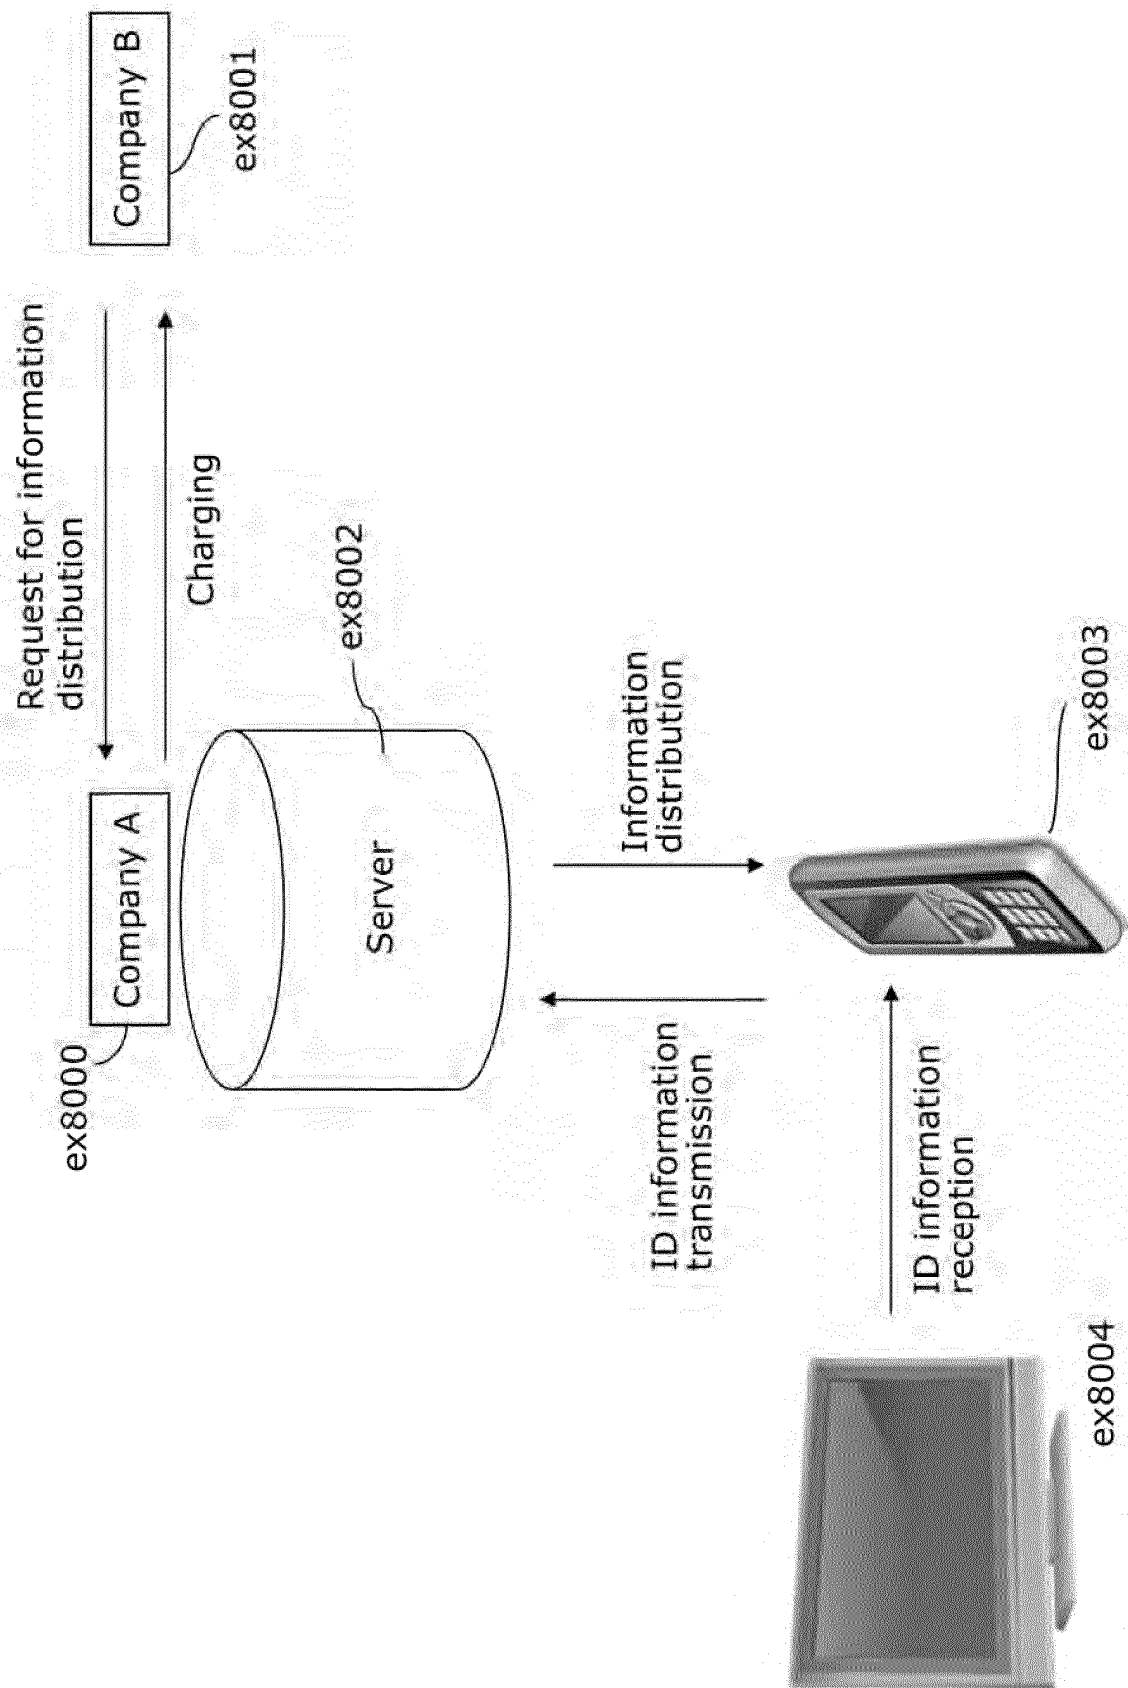 ex8000
Company A
Request for information
distribution
Charging
Company B
ex8001
Server
ex8002
ID information
transmission
Information
distribution
ID information
reception
ex8003
ex8004